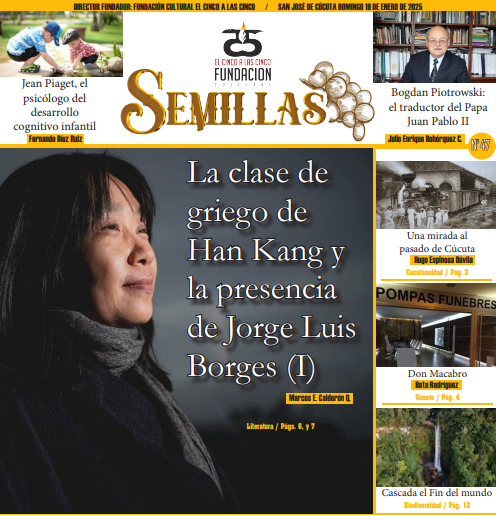 DIRECTOR FUNDADOR: FUNDACIÓN CULTURAL EL CINCO A LAS CINCO / SAN JOSÉ DE CÚCUTA DOMINGO 19 DE ENERO DE 2025
EL CINCO A LAS CINCO
FUNDACION
CULTURAL
SEMILLAS
Jean Piaget, el
psicólogo del
desarrollo
cognitivo infantil
Fernando Díez Ruiz
Bogdan Piotrowski:
el traductor del Papa
Juan Pablo II
Julio Enrique Bohórquez C.
N° 47
La clase de
griego de
Han Kang y
la presencia
de Jorge Luis
Borges (I)
Marcos E. Calderón Q.
Literatura / Págs. 6, y 7
Una mirada al
pasado de Cúcuta
Hugo Espinosa Dávila
Cucutaneidad / Pág. 3
POMPAS FUNEBRES
Don Macabro
Beto Rodríguez
Cuento / Pág. 4
Cascada el Fin del mundo
Biodiversidad / Pág. 12